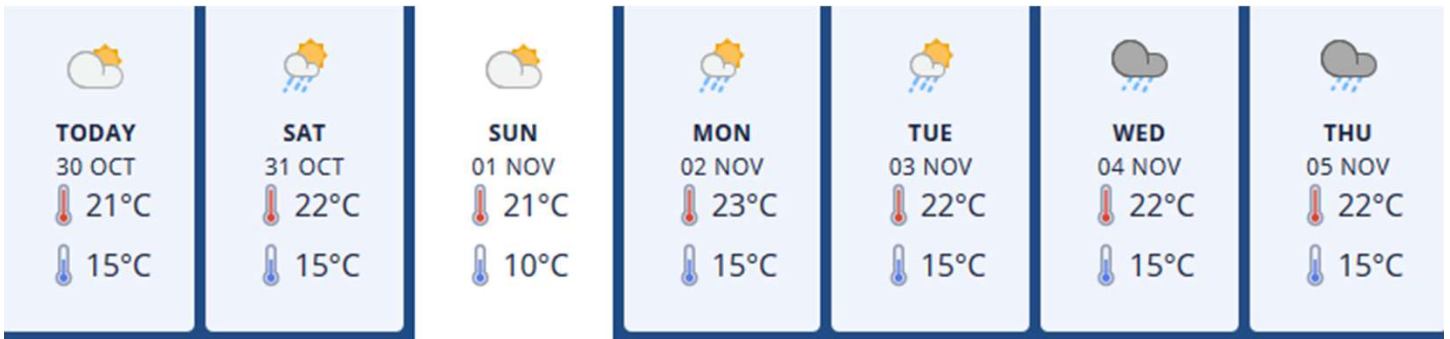 TODAY
30 OCT
21°C
15°C
SAT
31 OCT
22°C
15°C
SUN
01 NOV
21°C
10°C
MON
02 NOV
23°C
15°C
TUE
03 NOV
22°C
15°C
WED
04 NOV
22°C
15°C
THU
05 NOV
22°C
15°C